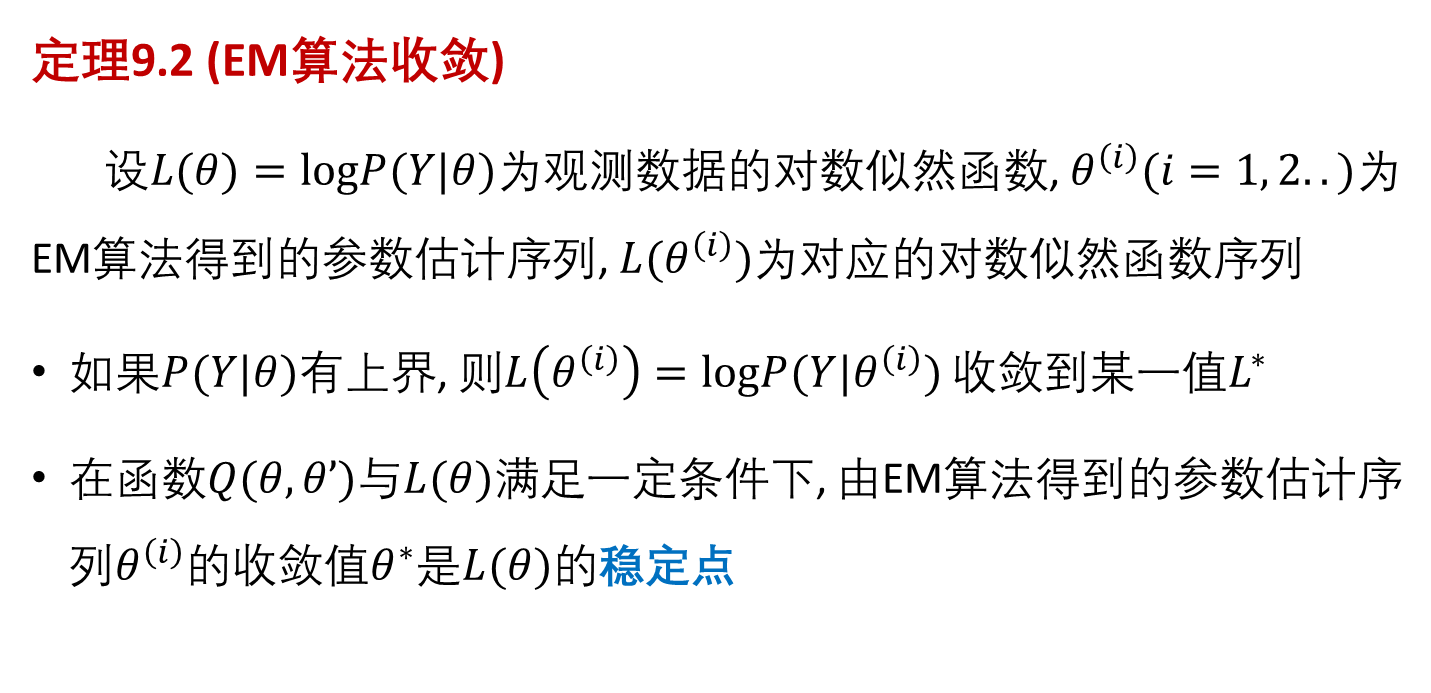 定理9.2 (EM算法收敛)
设L(θ) = logP(Y|θ)为观测数据的对数似然函数, θ⁽ⁱ⁾(i = 1, 2. . )为
EM算法得到的参数估计序列, L(θ⁽ⁱ⁾)为对应的对数似然函数序列
• 如果P(Y|θ)有上界, 则L(θ⁽ⁱ⁾) = logP(Y|θ⁽ⁱ⁾) 收敛到某一值L*
• 在函数Q(θ, θ’)与L(θ)满足一定条件下, 由EM算法得到的参数估计序
列θ⁽ⁱ⁾的收敛值θ*是L(θ)的稳定点